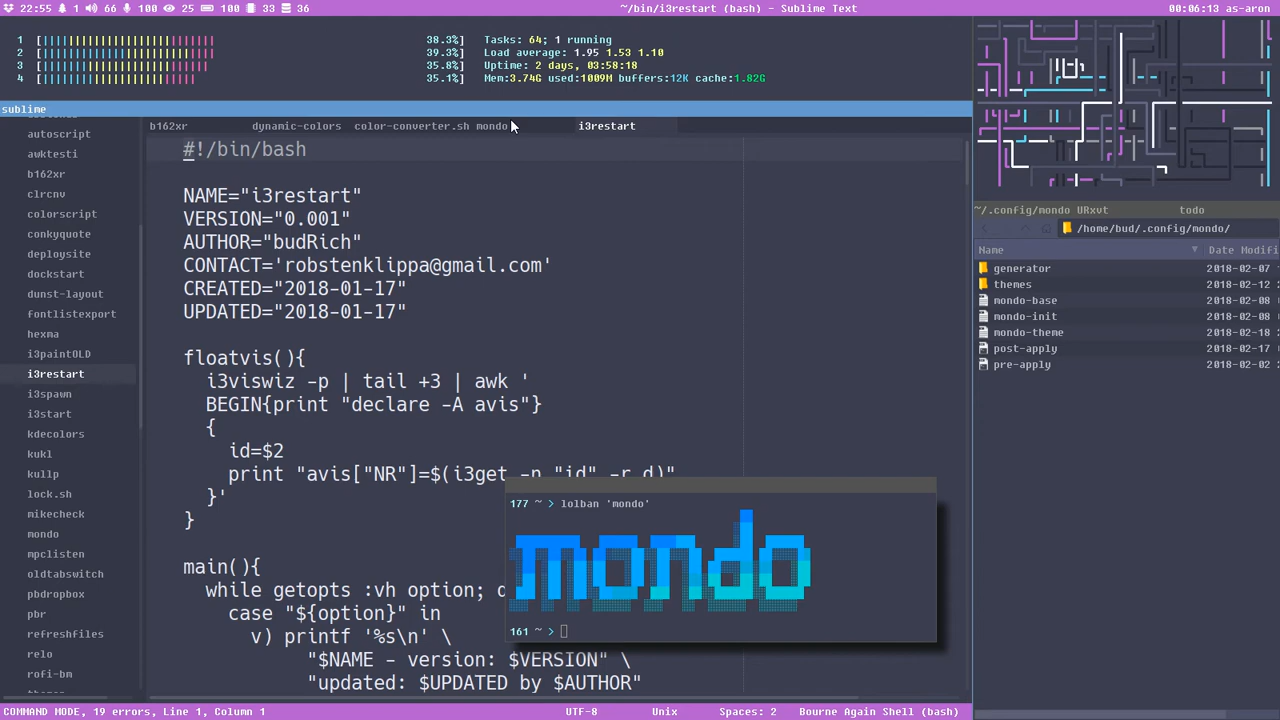 22:55 1 66 100 25 100 33 36
~/bin/i3restart (bash) - Sublime Text
00:06:13 as-aron
1 [||||||||||||||||||||||||||||||||||||| 38.3%] Tasks: 64; 1 running
2 [||||||||||||||||||||||||||||||||||||| 39.3%] Load average: 1.95 1.53 1.10
3 [|||||||||||||||||||||||||||||||||||| 35.8%] Uptime: 2 days, 03:58:18
4 [|||||||||||||||||||||||||||||||||| 35.1%] Mem:3.74G used:1009M buffers:12K cache:1.82G
sublime
autoscript
awktesti
b162xr
clrcnv
colorscript
conkyquote
deploysite
dockstart
dunst-layout
fontlistexport
hexma
i3paintOLD
i3restart
i3spawn
i3start
kdecolors
kukl
kullp
lock.sh
mikecheck
mondo
mpclisten
oldtabswitch
pbdropbox
pbr
refreshfiles
relo
rofi-bm
b162xr dynamic-colors color-converter.sh mondo i3restart
#!/bin/bash
NAME="i3restart"
VERSION="0.001"
AUTHOR="budRich"
CONTACT='robstenklippa@gmail.com'
CREATED="2018-01-17"
UPDATED="2018-01-17"
floatvis(){
i3viswiz -p | tail +3 | awk '
BEGIN{print "declare -A avis"}
{
id=$2
print "avis["NR"]=$(i3get -n "id" -r d)"
}'
}
main(){
while getopts :vh option; d
case "${option}" in
v) printf '%s\n' \
"$NAME - version: $VERSION" \
"updated: $UPDATED by $AUTHOR"
177 ~ > lolban 'mondo'
mondo
161 ~ >
~/.config/mondo URxvt todo
/home/bud/.config/mondo/
Name Date Modifi
generator 2018-02-07
themes 2018-02-12
mondo-base 2018-02-08
mondo-init 2018-02-08
mondo-theme 2018-02-18
post-apply 2018-02-17
pre-apply 2018-02-02
COMMAND MODE, 19 errors, Line 1, Column 1 UTF-8 Unix Spaces: 2 Bourne Again Shell (bash)